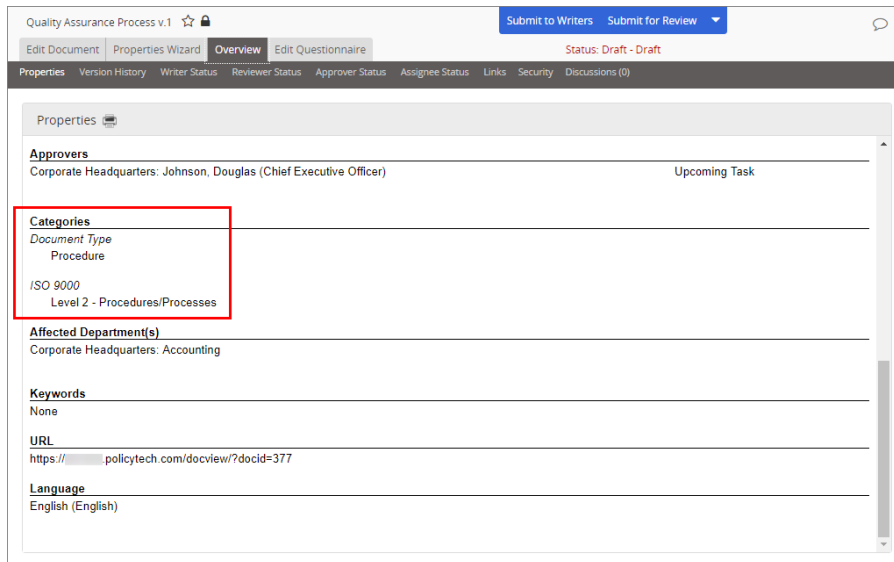 Quality Assurance Process v.1
Submit to Writers Submit for Review
Edit Document Properties Wizard Overview Edit Questionnaire
Status: Draft - Draft
Properties Version History Writer Status Reviewer Status Approver Status Assignee Status Links Security Discussions (0)
Properties
Approvers
Corporate Headquarters: Johnson, Douglas (Chief Executive Officer) Upcoming Task
Categories
Document Type
Procedure
ISO 9000
Level 2 - Procedures/Processes
Affected Department(s)
Corporate Headquarters: Accounting
Keywords
None
URL
https:// .policytech.com/docview/?docid=377
Language
English (English)